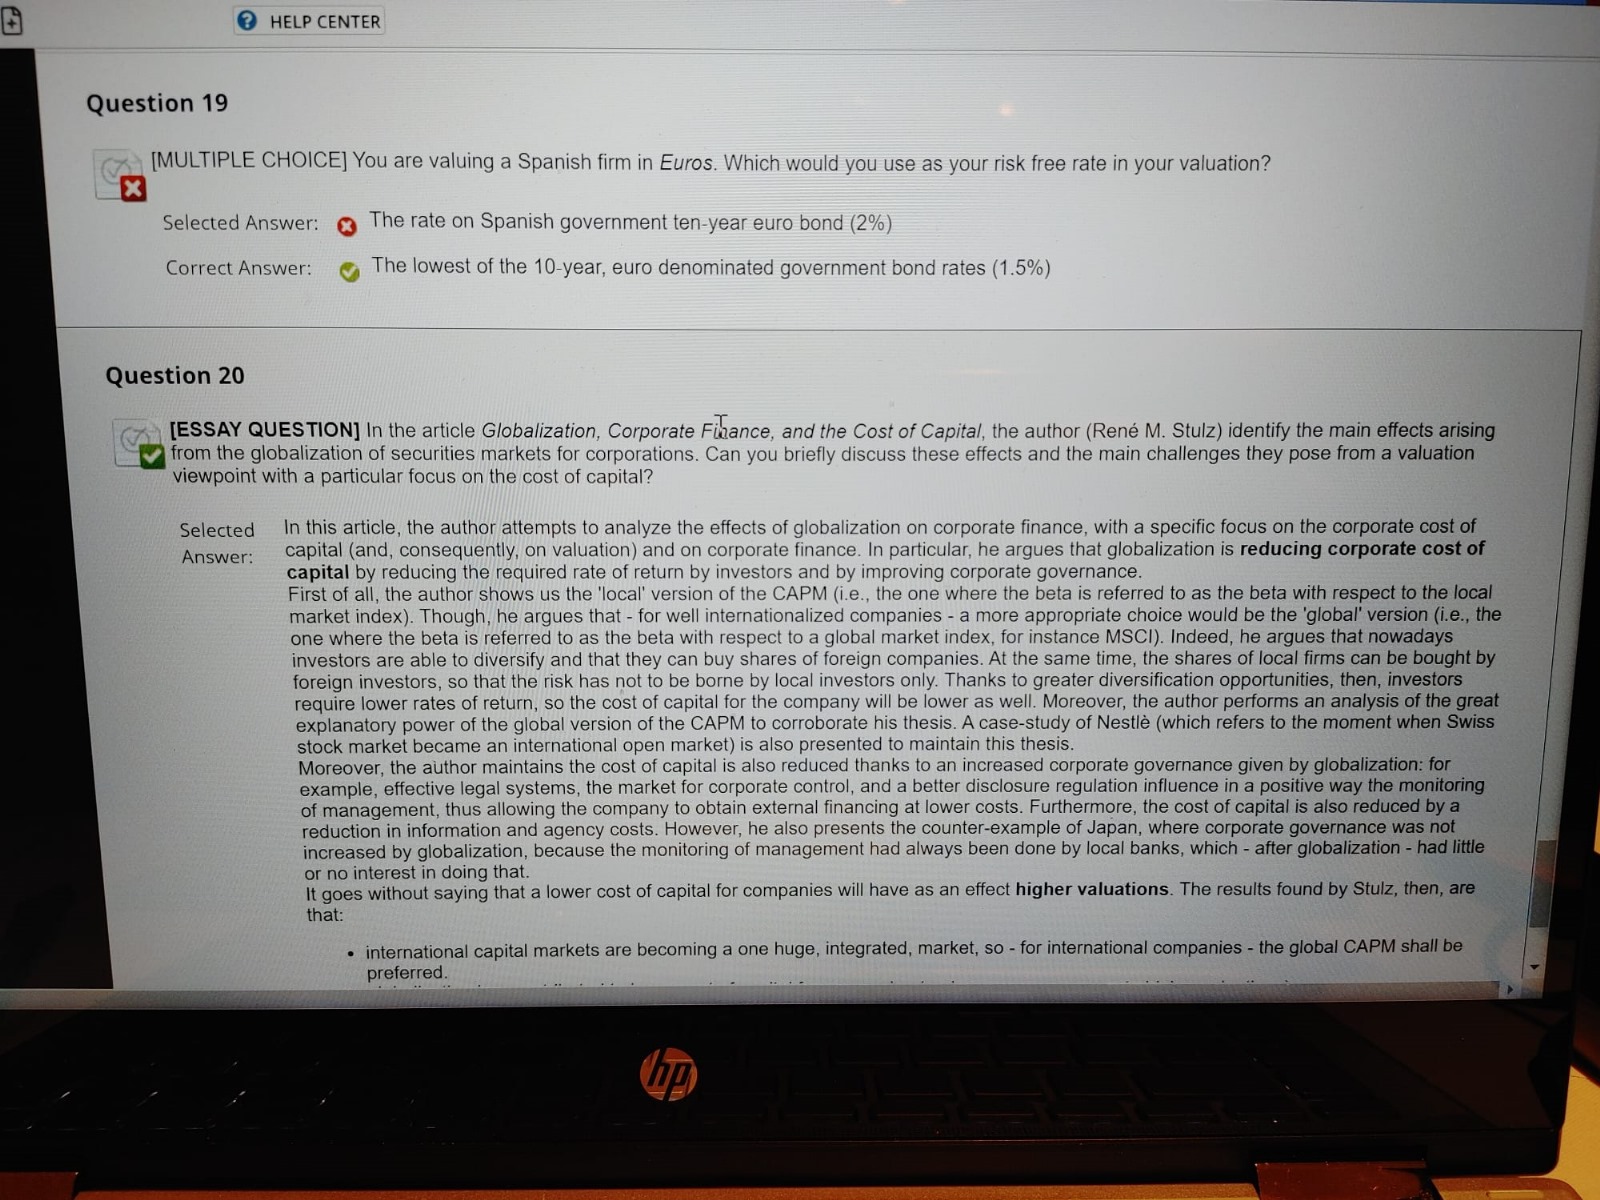 HELP CENTER
Question 19
[MULTIPLE CHOICE] You are valuing a Spanish firm in Euros. Which would you use as your risk free rate in your valuation?
Selected Answer: The rate on Spanish government ten-year euro bond (2%)
Correct Answer: The lowest of the 10-year, euro denominated government bond rates (1.5%)
Question 20
[ESSAY QUESTION] In the article Globalization, Corporate Finance, and the Cost of Capital, the author (René M. Stulz) identify the main effects arising
from the globalization of securities markets for corporations. Can you briefly discuss these effects and the main challenges they pose from a valuation
viewpoint with a particular focus on the cost of capital?
Selected Answer:
In this article, the author attempts to analyze the effects of globalization on corporate finance, with a specific focus on the corporate cost of
capital (and, consequently, on valuation) and on corporate finance. In particular, he argues that globalization is reducing corporate cost of
capital by reducing the required rate of return by investors and by improving corporate governance.
First of all, the author shows us the 'local' version of the CAPM (i.e., the one where the beta is referred to as the beta with respect to the local
market index). Though, he argues that - for well internationalized companies - a more appropriate choice would be the 'global' version (i.e., the
one where the beta is referred to as the beta with respect to a global market index, for instance MSCI). Indeed, he argues that nowadays
investors are able to diversify and that they can buy shares of foreign companies. At the same time, the shares of local firms can be bought by
foreign investors, so that the risk has not to be borne by local investors only. Thanks to greater diversification opportunities, then, investors
require lower rates of return, so the cost of capital for the company will be lower as well. Moreover, the author performs an analysis of the great
explanatory power of the global version of the CAPM to corroborate his thesis. A case-study of Nestlè (which refers to the moment when Swiss
stock market became an international open market) is also presented to maintain this thesis.
Moreover, the author maintains the cost of capital is also reduced thanks to an increased corporate governance given by globalization: for
example, effective legal systems, the market for corporate control, and a better disclosure regulation influence in a positive way the monitoring
of management, thus allowing the company to obtain external financing at lower costs. Furthermore, the cost of capital is also reduced by a
reduction in information and agency costs. However, he also presents the counter-example of Japan, where corporate governance was not
increased by globalization, because the monitoring of management had always been done by local banks, which - after globalization - had little
or no interest in doing that.
It goes without saying that a lower cost of capital for companies will have as an effect higher valuations. The results found by Stulz, then, are
that:
• international capital markets are becoming a one huge, integrated, market, so - for international companies - the global CAPM shall be
preferred.
hp